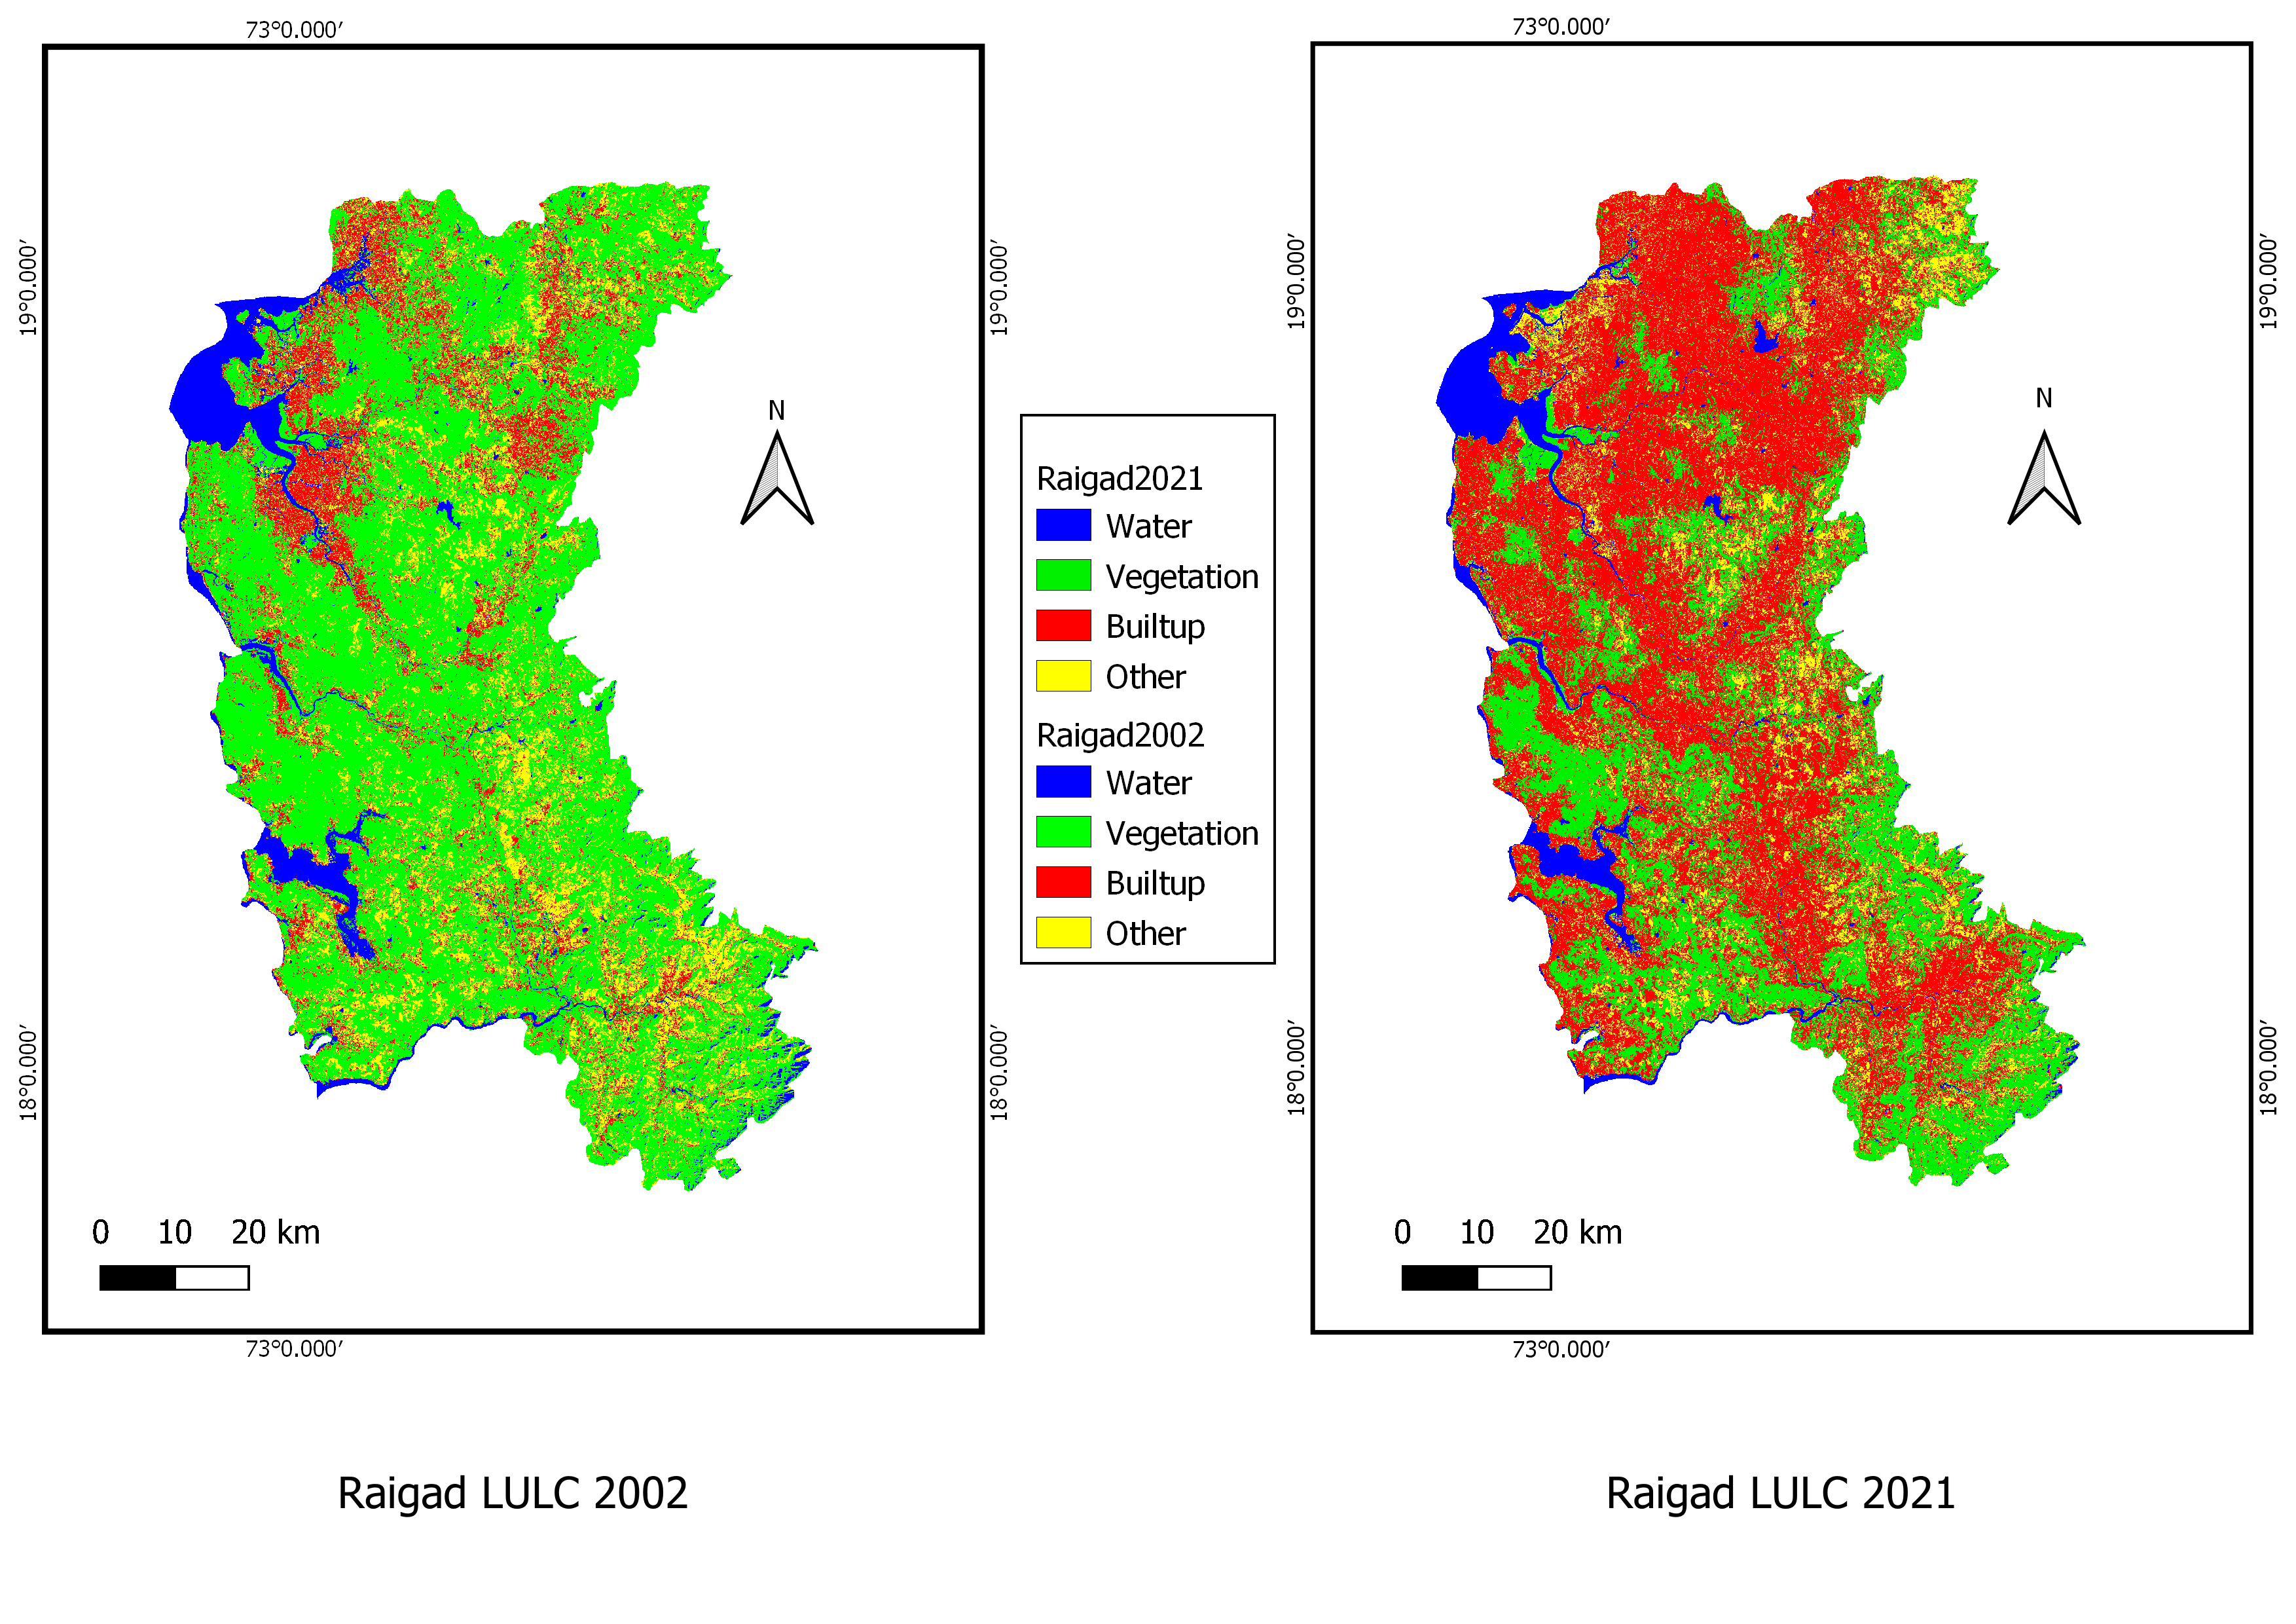 73°0.000′
73°0.000′
19°0.000′
19°0.000′
19°0.000′
19°0.000′
N
N
Raigad2021
Water
Vegetation
Builtup
Other
Raigad2002
Water
Vegetation
Builtup
Other
18°0.000′
18°0.000′
18°0.000′
18°0.000′
0 10 20 km
0 10 20 km
73°0.000′
73°0.000′
Raigad LULC 2002
Raigad LULC 2021